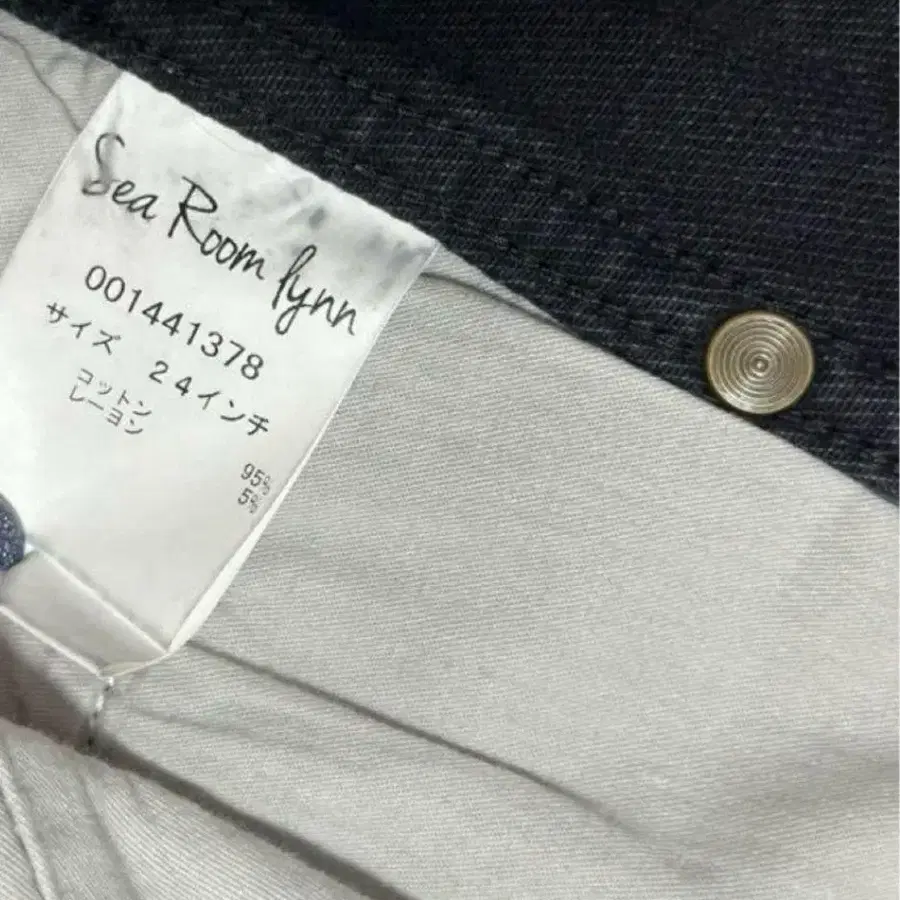 Sea Room lynn
001441378
サイズ 24インチ
コットン 95%
レーヨン 5%